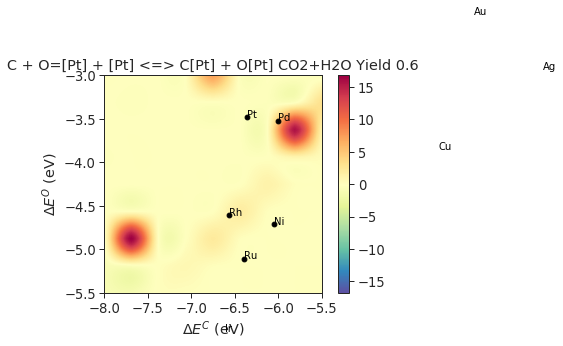 Au
C + O=[Pt] + [Pt] <=> C[Pt] + O[Pt] CO2+H2O Yield 0.6
Ag
−3.0
−3.5
−4.0
−4.5
−5.0
−5.5
ΔE^O (eV)
Pt
Pd
Cu
Rh
Ni
Ru
15
10
5
0
−5
−10
−15
−8.0 −7.5 −7.0 −6.5 −6.0 −5.5
ΔE^C (eV)
Ir